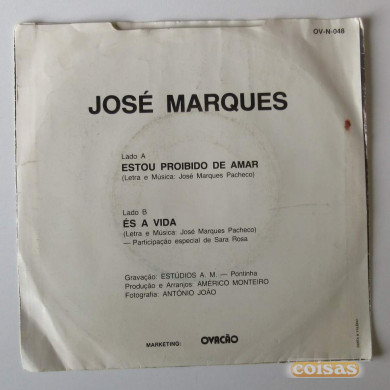 OV-N-048
JOSÉ MARQUES
Lado A
ESTOU PROIBIDO DE AMAR
(Letra e Música: José Marques Pacheco)
Lado B
ÉS A VIDA
(Letra e Música: José Marques Pacheco)
— Participação especial de Sara Rosa
Gravação: ESTÚDIOS A. M. — Pontinha
Produção e Arranjos: AMERICO MONTEIRO
Fotografia: ANTÓNIO JOÃO
MARKETING: OVAÇÃO
coisas